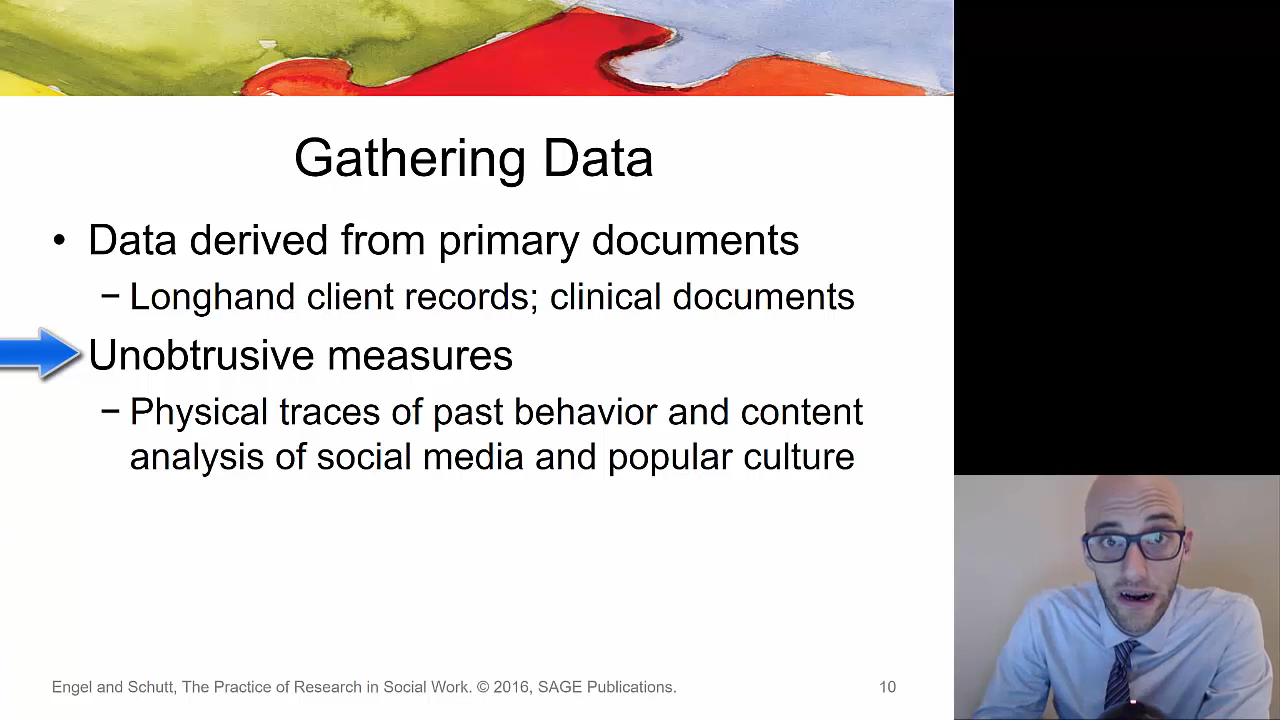 Gathering Data
• Data derived from primary documents
− Longhand client records; clinical documents
Unobtrusive measures
− Physical traces of past behavior and content
analysis of social media and popular culture
Engel and Schutt, The Practice of Research in Social Work. © 2016, SAGE Publications. 10